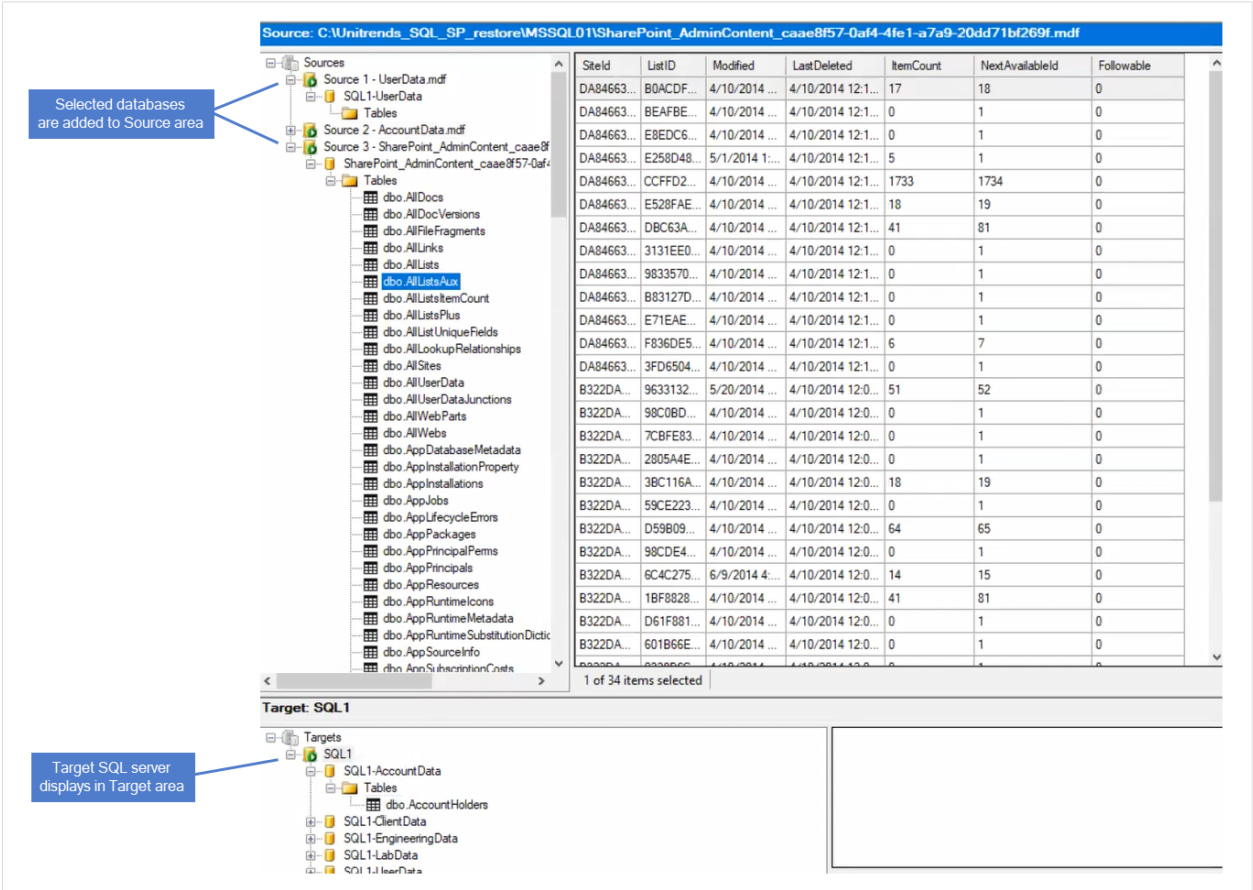 Source: C:\Unitrends_SQL_SP_restore\MSSQL01\SharePoint_AdminContent_caae8f57-0af4-4fe1-a7a9-20dd71bf269f.mdf
Selected databases
are added to Source area
Sources
Source 1 - UserData.mdf
SQL1-UserData
Tables
Source 2 - AccountData.mdf
Source 3 - SharePoint_AdminContent_caae8f
SharePoint_AdminContent_caae8f57-0af4
Tables
dbo.AllDocs
dbo.AllDocVersions
dbo.AllFileFragments
dbo.AllLinks
dbo.AllLists
dbo.AllListsAux
dbo.AllListsItemCount
dbo.AllListsPlus
dbo.AllListUniqueFields
dbo.AllLookupRelationships
dbo.AllSites
dbo.AllUserData
dbo.AllUserDataJunctions
dbo.AllWebParts
dbo.AllWebs
dbo.AppDatabaseMetadata
dbo.AppInstallationProperty
dbo.AppInstallations
dbo.AppJobs
dbo.AppLifecycleErrors
dbo.AppPackages
dbo.AppPrincipalPerms
dbo.AppPrincipals
dbo.AppResources
dbo.AppRuntimeIcons
dbo.AppRuntimeMetadata
dbo.AppRuntimeSubstitutionDictic
dbo.AppSourceInfo
dbo.AppSubscriptionCosts
SiteId ListID Modified LastDeleted ItemCount NextAvailableId Followable
DA84663... B0ACDF... 4/10/2014 ... 4/10/2014 12:1... 17 18 0
DA84663... BEAFBE... 4/10/2014 ... 4/10/2014 12:1... 0 1 0
DA84663... E8EDC6... 4/10/2014 ... 4/10/2014 12:1... 0 1 0
DA84663... E258D48... 5/1/2014 1:... 4/10/2014 12:1... 5 1 0
DA84663... CCFFD2... 4/10/2014 ... 4/10/2014 12:1... 1733 1734 0
DA84663... E528FAE... 4/10/2014 ... 4/10/2014 12:1... 18 19 0
DA84663... DBC63A... 4/10/2014 ... 4/10/2014 12:1... 41 81 0
DA84663... 3131EE0... 4/10/2014 ... 4/10/2014 12:1... 0 1 0
DA84663... 9833570... 4/10/2014 ... 4/10/2014 12:1... 0 1 0
DA84663... B83127D... 4/10/2014 ... 4/10/2014 12:1... 0 1 0
DA84663... E71EAE... 4/10/2014 ... 4/10/2014 12:1... 0 1 0
DA84663... F836DE5... 4/10/2014 ... 4/10/2014 12:1... 6 7 0
DA84663... 3FD6504... 4/10/2014 ... 4/10/2014 12:1... 0 1 0
B322DA... 9633132... 5/20/2014 ... 4/10/2014 12:0... 51 52 0
B322DA... 98C0BD... 4/10/2014 ... 4/10/2014 12:0... 0 1 0
B322DA... 7CBFE83... 4/10/2014 ... 4/10/2014 12:0... 0 1 0
B322DA... 2805A4E... 4/10/2014 ... 4/10/2014 12:0... 0 1 0
B322DA... 3BC116A... 4/10/2014 ... 4/10/2014 12:0... 18 19 0
B322DA... 59CE223... 4/10/2014 ... 4/10/2014 12:0... 0 1 0
B322DA... D59B09... 4/10/2014 ... 4/10/2014 12:0... 64 65 0
B322DA... 98CDE4... 4/10/2014 ... 4/10/2014 12:0... 0 1 0
B322DA... 6C4C275... 6/9/2014 4:... 4/10/2014 12:0... 14 15 0
B322DA... 1BF8828... 4/10/2014 ... 4/10/2014 12:0... 41 81 0
B322DA... D61F881... 4/10/2014 ... 4/10/2014 12:0... 0 1 0
B322DA... 601B66E... 4/10/2014 ... 4/10/2014 12:0... 0 1 0
1 of 34 items selected
Target: SQL1
Target SQL server
displays in Target area
Targets
SQL1
SQL1-AccountData
Tables
dbo.AccountHolders
SQL1-ClientData
SQL1-EngineeringData
SQL1-LabData
SQL1-UserData